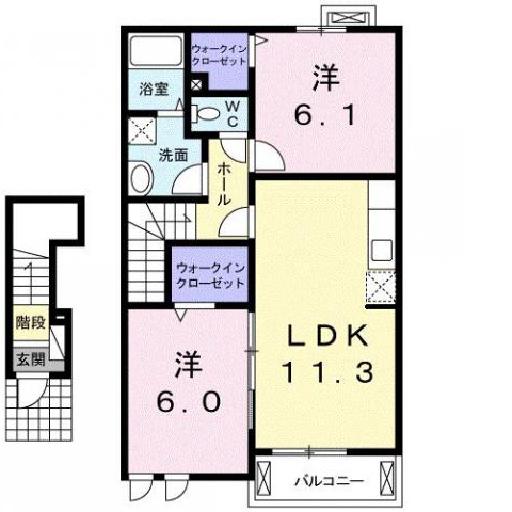 ウォークイン
クローゼット
洋
6.1
浴室
WC
洗面
ホール
ウォークイン
クローゼット
階段
玄関
洋
6.0
LDK
11.3
バルコニー